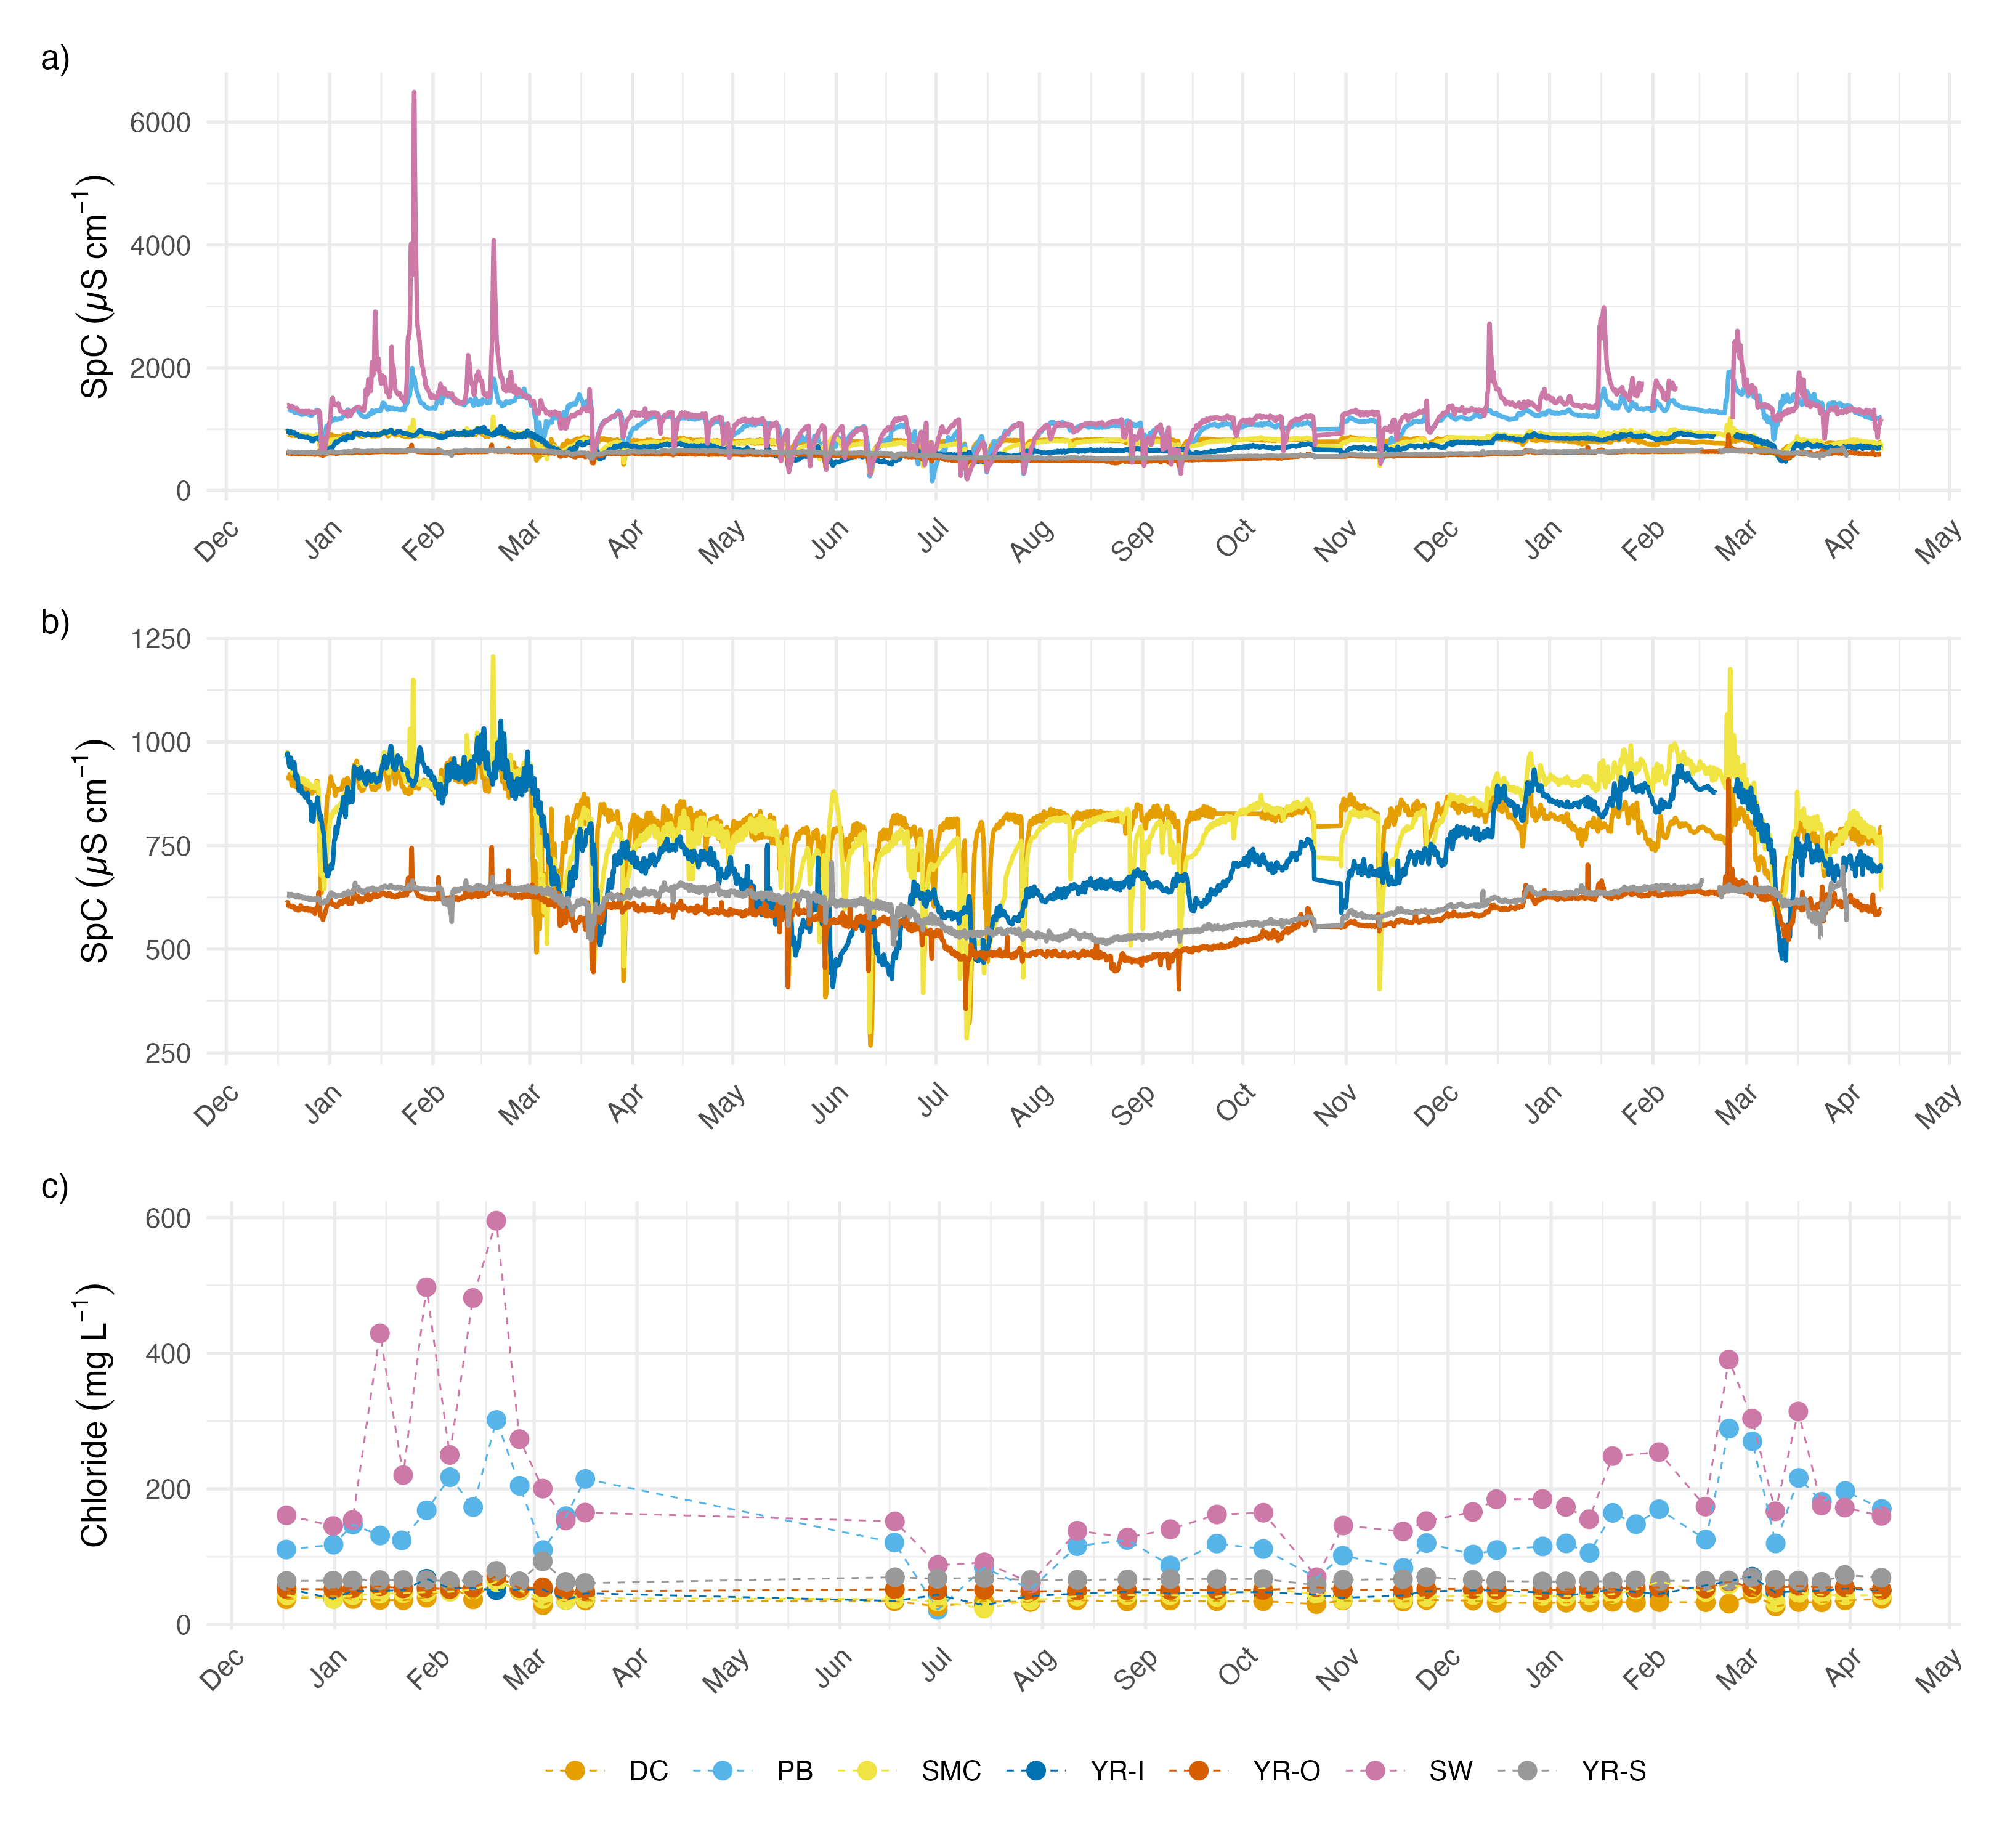 a)
SpC (μS cm⁻¹)
6000
4000
2000
0
Dec Jan Feb Mar Apr May Jun Jul Aug Sep Oct Nov Dec Jan Feb Mar Apr May
b)
SpC (μS cm⁻¹)
1250
1000
750
500
250
Dec Jan Feb Mar Apr May Jun Jul Aug Sep Oct Nov Dec Jan Feb Mar Apr May
c)
Chloride (mg L⁻¹)
600
400
200
0
Dec Jan Feb Mar Apr May Jun Jul Aug Sep Oct Nov Dec Jan Feb Mar Apr May
DC PB SMC YR-I YR-O SW YR-S